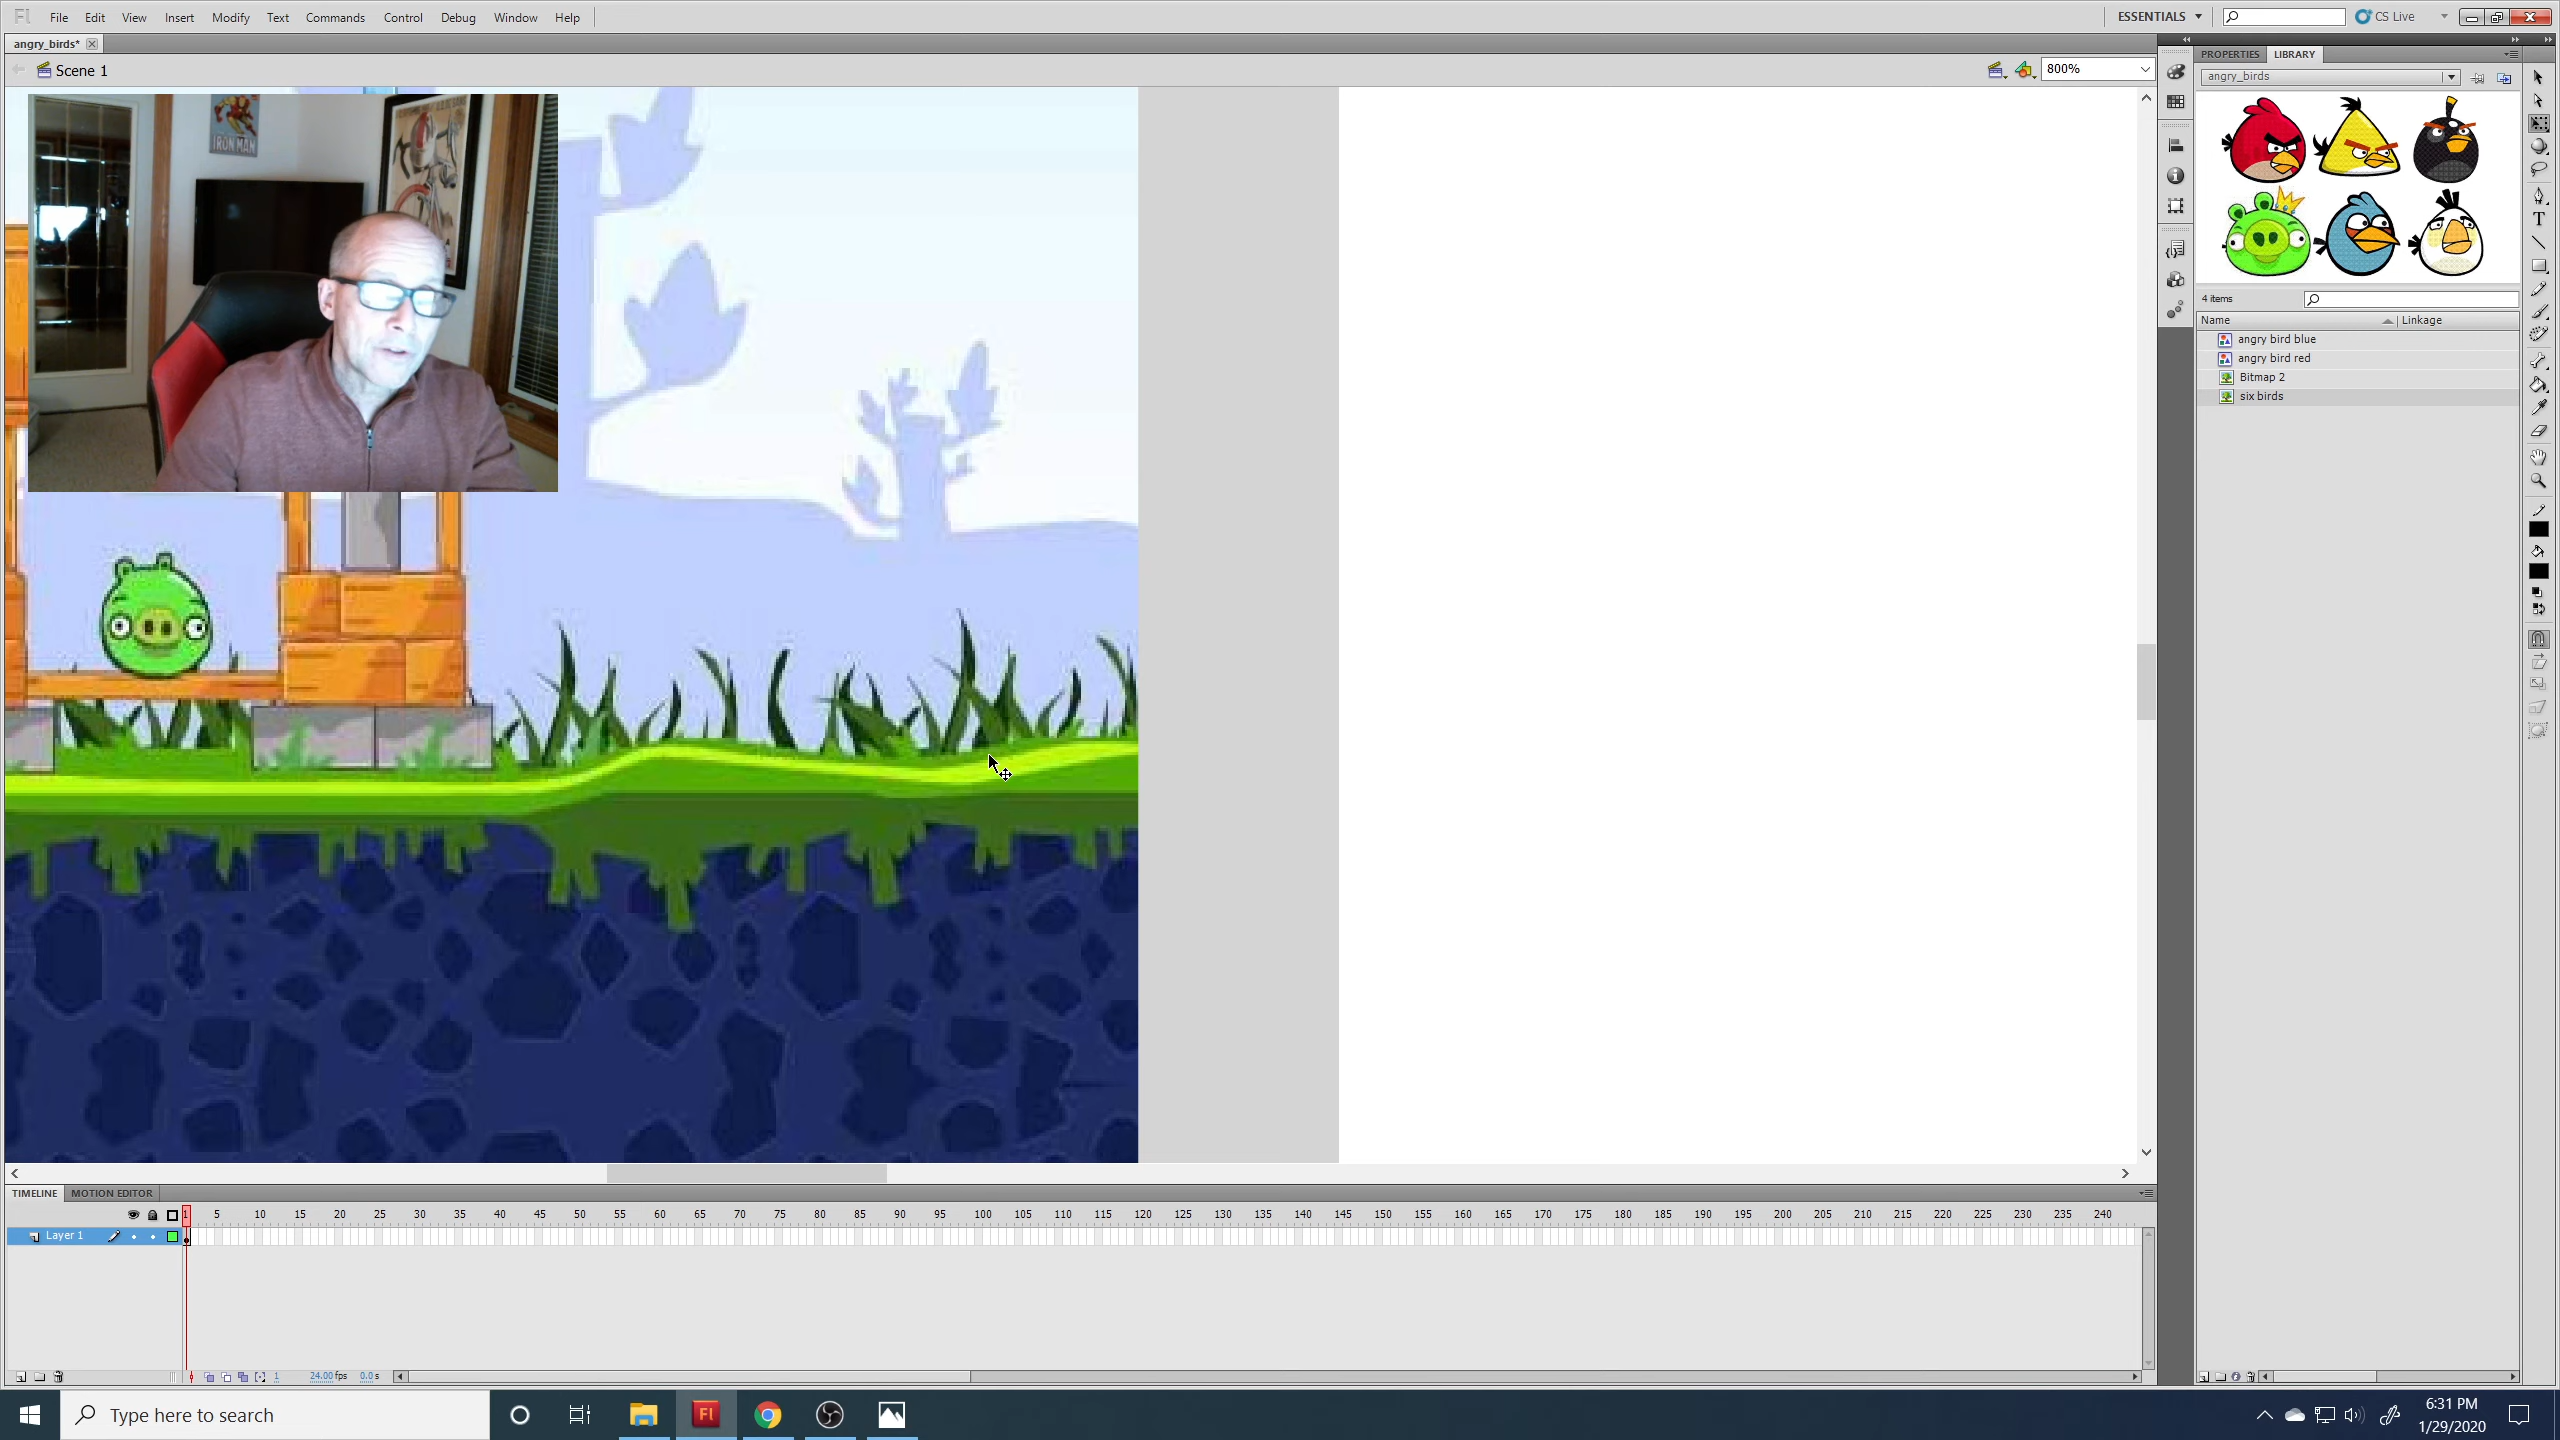 Fl File Edit View Insert Modify Text Commands Control Debug Window Help ESSENTIALS CS Live
angry_birds*
Scene 1 800%
IRON MAN
PROPERTIES LIBRARY
angry_birds
4 items
Name Linkage
angry bird blue
angry bird red
Bitmap 2
six birds
TIMELINE MOTION EDITOR
1 5 10 15 20 25 30 35 40 45 50 55 60 65 70 75 80 85 90 95 100 105 110 115 120 125 130 135 140 145 150 155 160 165 170 175 180 185 190 195 200 205 210 215 220 225 230 235 240
Layer 1
1 24.00 fps 0.0 s
Type here to search
Fl
6:31 PM
1/29/2020